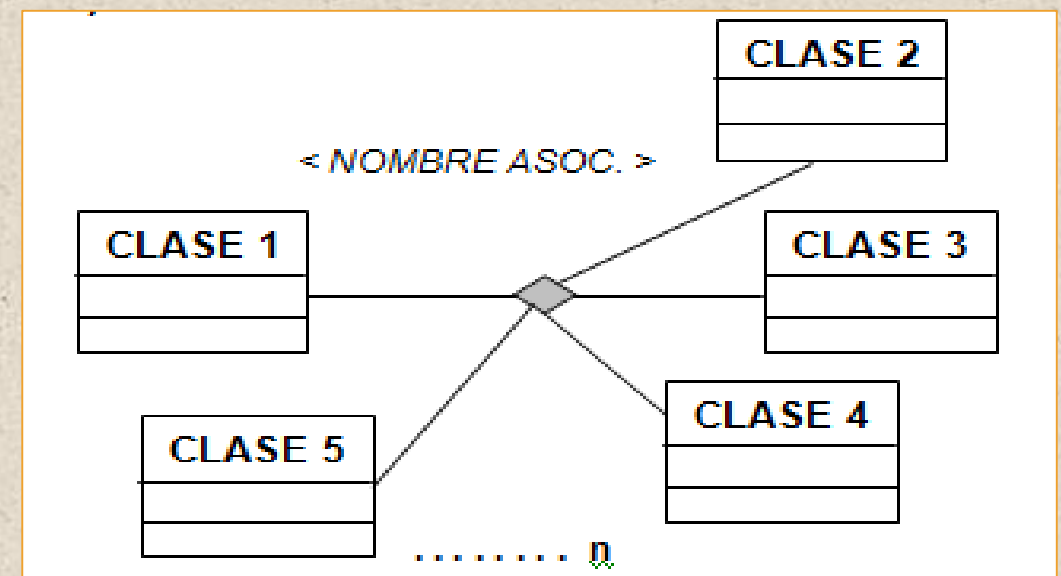 CLASE 2
< NOMBRE ASOC. >
CLASE 1
CLASE 3
CLASE 4
CLASE 5
........ n